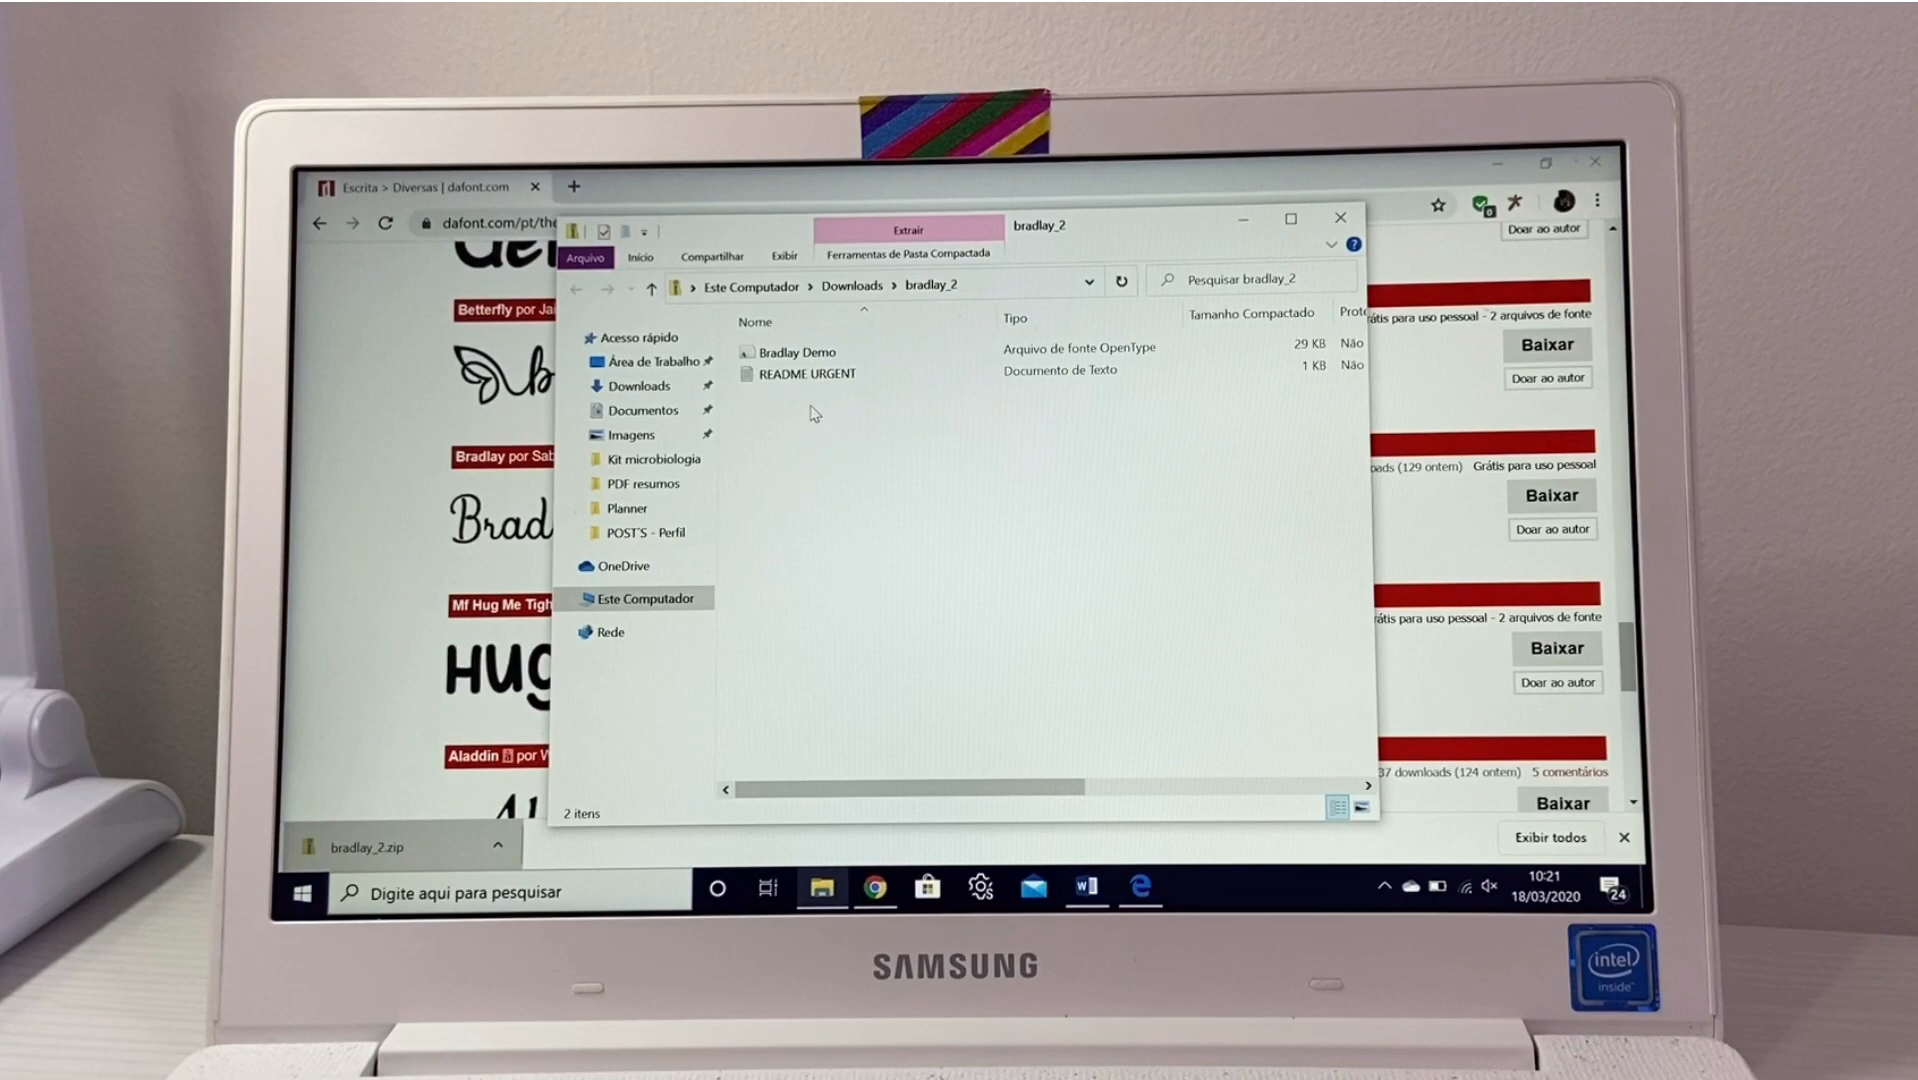 Escrita > Diversas | dafont.com
dafont.com/pt/the
Extrair
bradlay_2
Arquivo
Início
Compartilhar
Exibir
Ferramentas de Pasta Compactada
Este Computador > Downloads > bradlay_2
Pesquisar bradlay_2
Nome
Tipo
Tamanho Compactado
Prote
Bradlay Demo
Arquivo de fonte OpenType
29 KB
Não
README URGENT
Documento de Texto
1 KB
Não
Acesso rápido
Área de Trabalho
Downloads
Documentos
Imagens
Kit microbiologia
PDF resumos
Planner
POST'S - Perfil
OneDrive
Este Computador
Rede
2 itens
Betterfly por Ja
Bradlay por Sab
Brad
Mf Hug Me Tigh
Hug
Aladdin por W
Doar ao autor
átis para uso pessoal - 2 arquivos de fonte
Baixar
Doar ao autor
oads (129 ontem) Grátis para uso pessoal
Baixar
Doar ao autor
rátis para uso pessoal - 2 arquivos de fonte
Baixar
Doar ao autor
37 downloads (124 ontem) 5 comentários
Baixar
bradlay_2.zip
Exibir todos
Digite aqui para pesquisar
10:21
18/03/2020
24
SAMSUNG
intel
inside